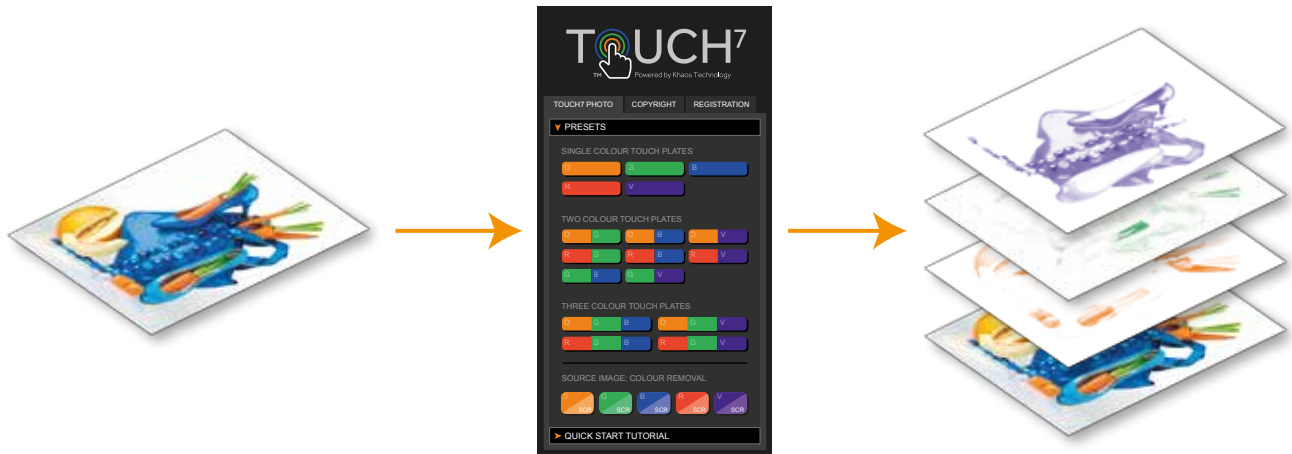 TOUCH7
TM Powered by Khaos Technology
TOUCH7 PHOTO COPYRIGHT REGISTRATION
PRESETS
SINGLE COLOUR TOUCH PLATES
O G B
R V
TWO COLOUR TOUCH PLATES
O G O B O V
R G R B R V
G B G V
THREE COLOUR TOUCH PLATES
O G B O G V
R G B R G V
SOURCE IMAGE: COLOUR REMOVAL
O SCR G SCR B SCR R SCR V SCR
QUICK START TUTORIAL